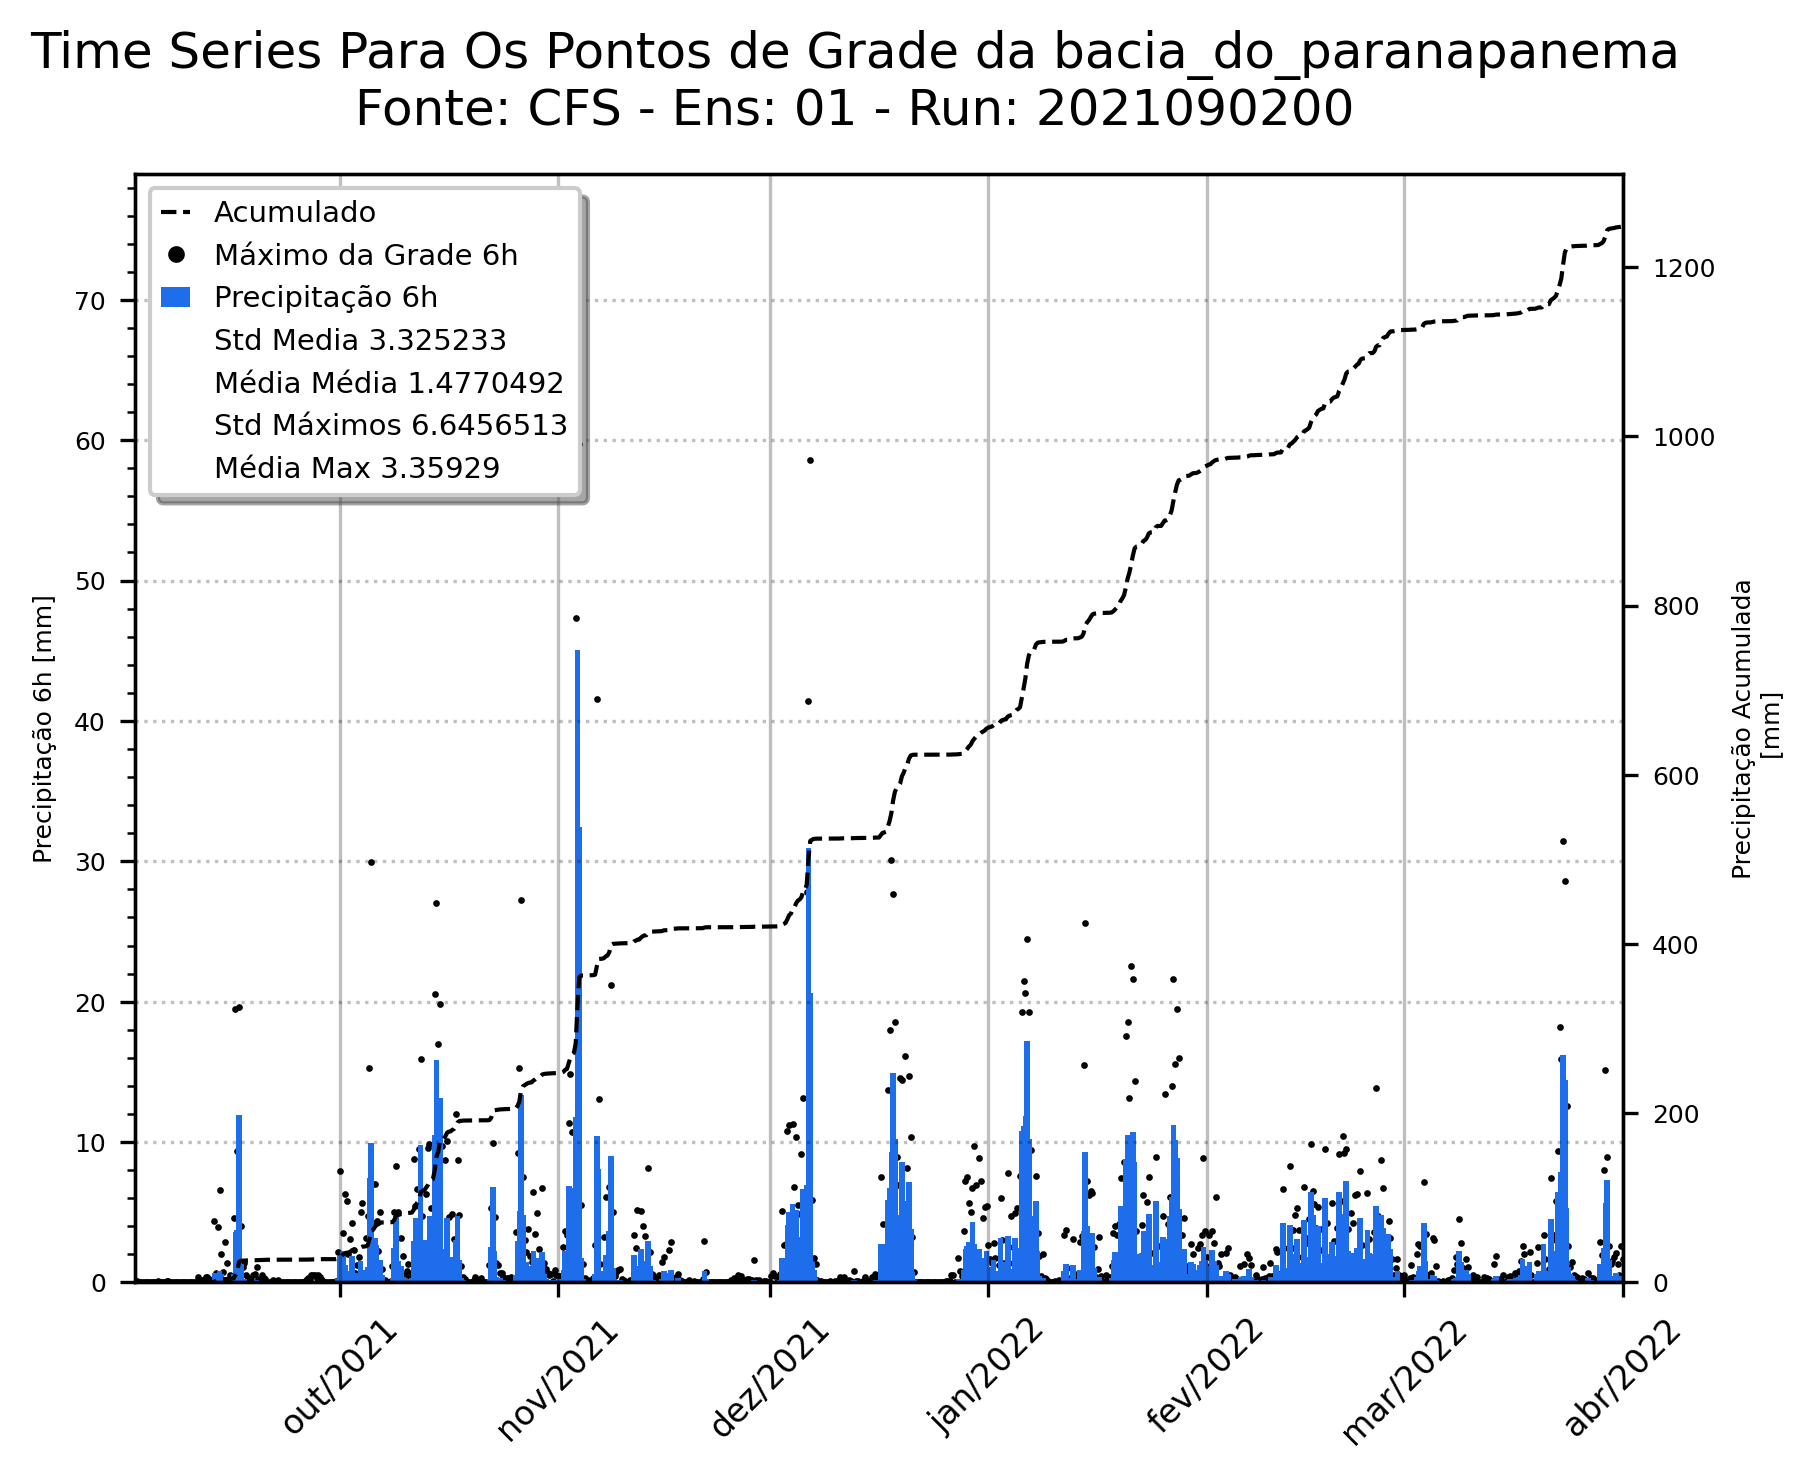 Time Series Para Os Pontos de Grade da bacia_do_paranapanema
Fonte: CFS - Ens: 01 - Run: 2021090200
Acumulado
Máximo da Grade 6h
Precipitação 6h
Std Media 3.325233
Média Média 1.4770492
Std Máximos 6.6456513
Média Max 3.35929
Precipitação 6h [mm]
70
60
50
40
30
20
10
0
1200
1000
800
600
400
200
0
Precipitação Acumulada
[mm]
out/2021
nov/2021
dez/2021
jan/2022
fev/2022
mar/2022
abr/2022